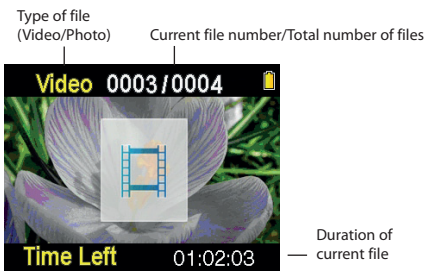 Type of file
(Video/Photo)
Current file number/Total number of files
Video 0003/0004
Time Left 01:02:03
Duration of
current file